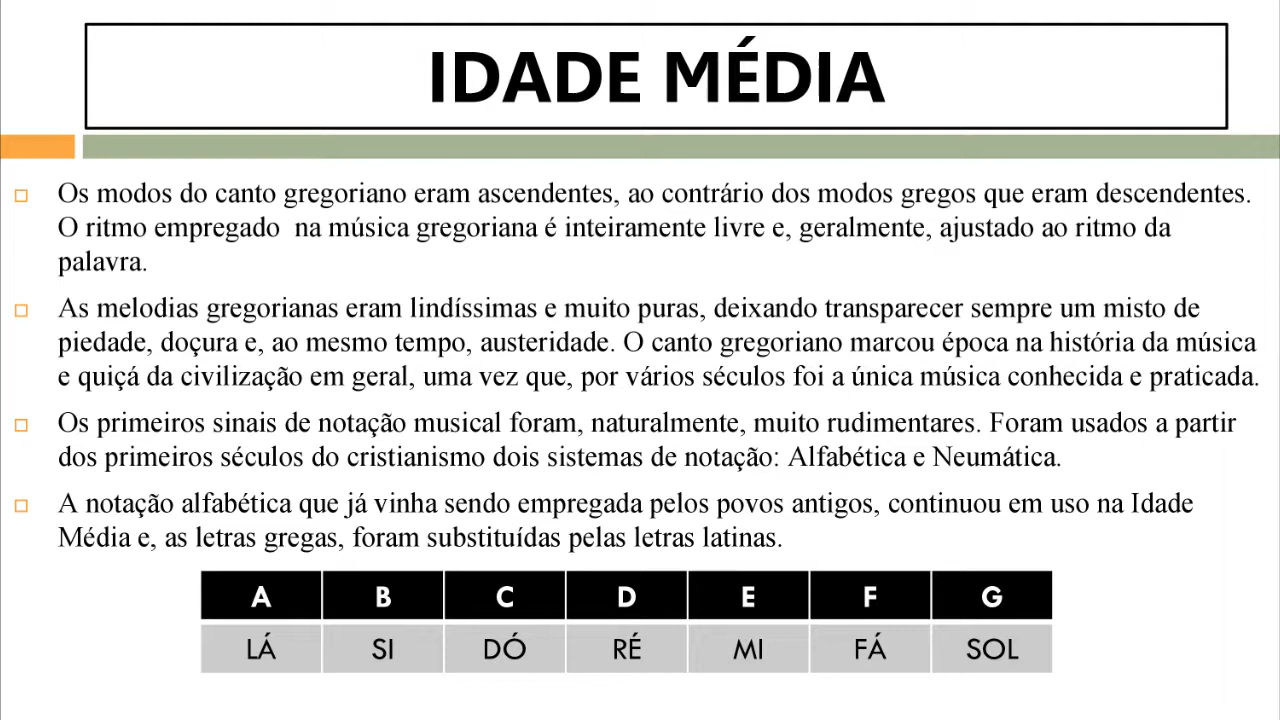 IDADE MÉDIA
Os modos do canto gregoriano eram ascendentes, ao contrário dos modos gregos que eram descendentes.
O ritmo empregado  na música gregoriana é inteiramente livre e, geralmente, ajustado ao ritmo da
palavra.
As melodias gregorianas eram lindíssimas e muito puras, deixando transparecer sempre um misto de
piedade, doçura e, ao mesmo tempo, austeridade. O canto gregoriano marcou época na história da música
e quiçá da civilização em geral, uma vez que, por vários séculos foi a única música conhecida e praticada.
Os primeiros sinais de notação musical foram, naturalmente, muito rudimentares. Foram usados a partir
dos primeiros séculos do cristianismo dois sistemas de notação: Alfabética e Neumática.
A notação alfabética que já vinha sendo empregada pelos povos antigos, continuou em uso na Idade
Média e, as letras gregas, foram substituídas pelas letras latinas.
A B C D E F G
LÁ SI DÓ RÉ MI FÁ SOL